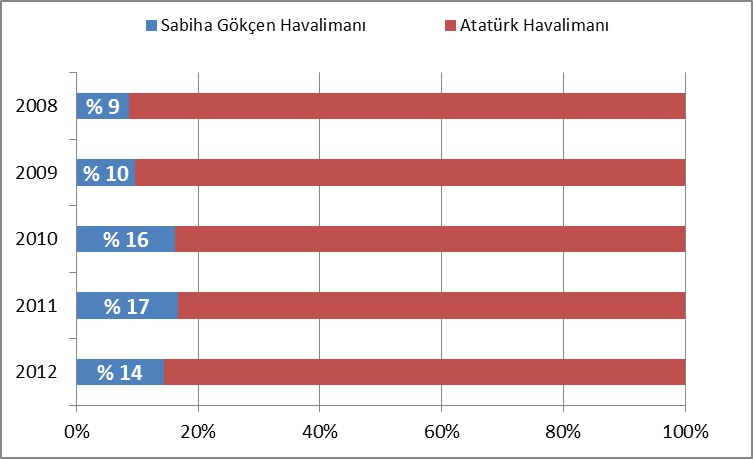 Sabiha Gökçen Havalimanı Atatürk Havalimanı
2008 % 9
2009 % 10
2010 % 16
2011 % 17
2012 % 14
0% 20% 40% 60% 80% 100%